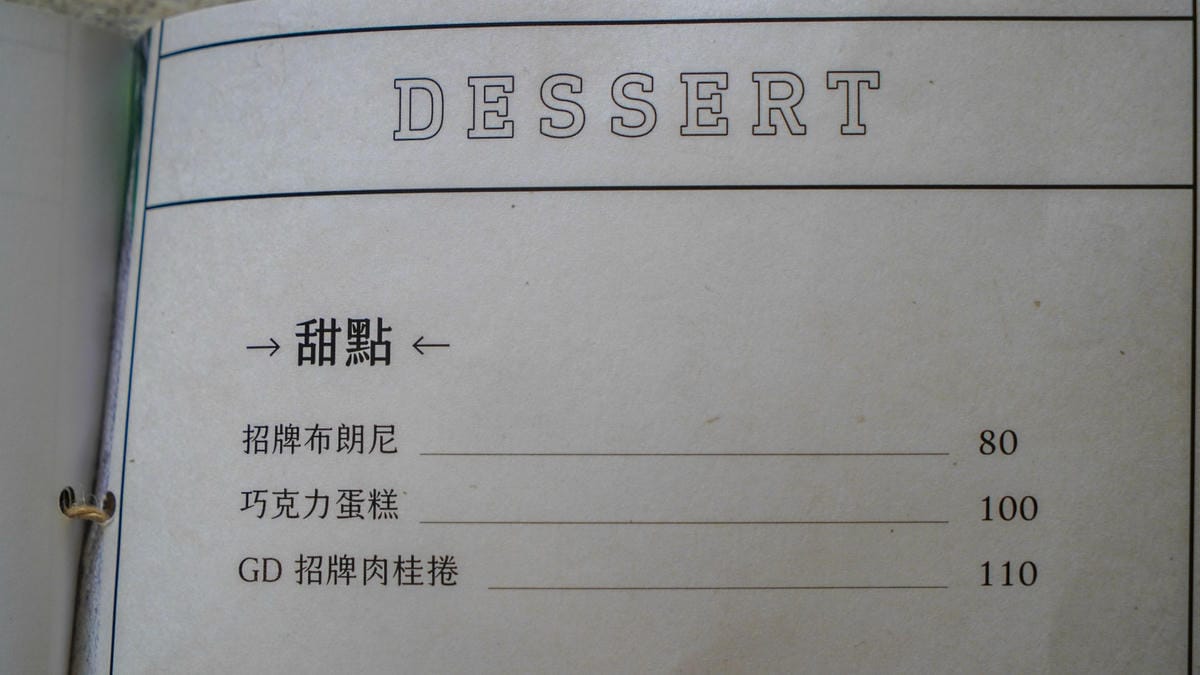 DESSERT
→ 甜點 ←
招牌布朗尼 80
巧克力蛋糕 100
GD 招牌肉桂捲 110